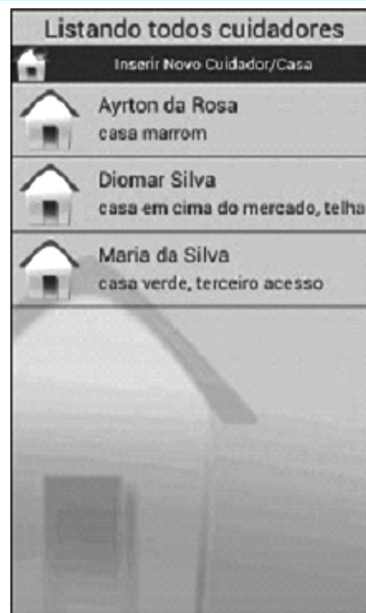 Listando todos cuidadores
Inserir Novo Cuidador/Casa
Ayrton da Rosa
casa marrom
Diomar Silva
casa em cima do mercado, telha
Maria da Silva
casa verde, terceiro acesso